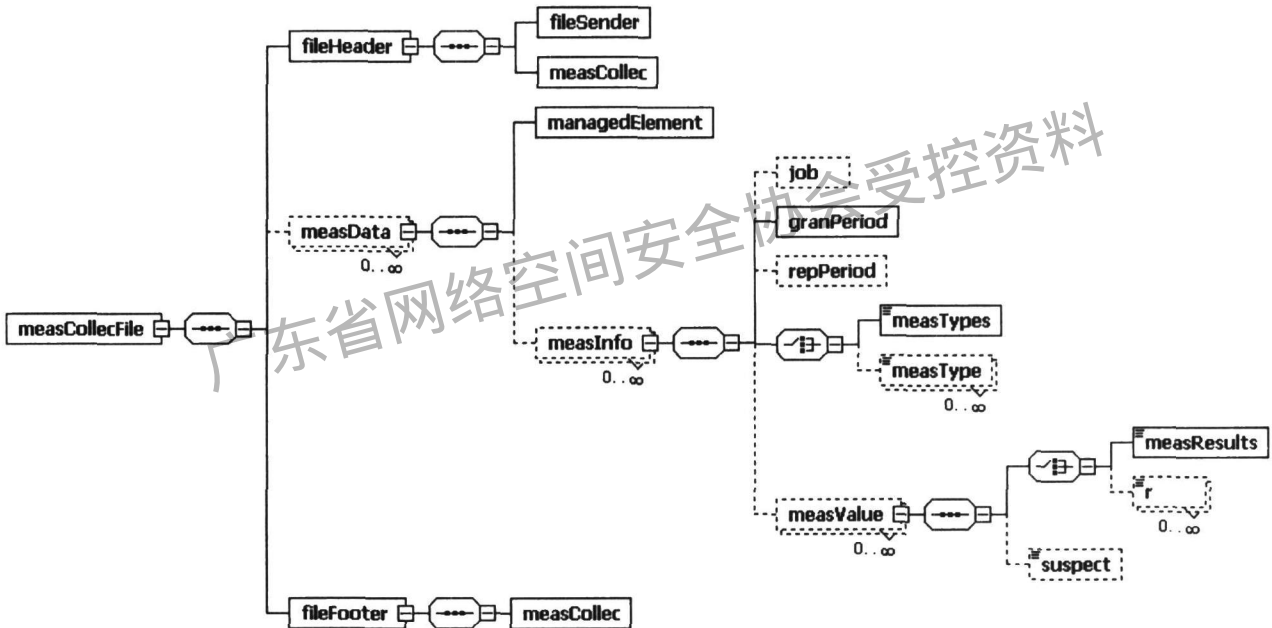 fileSender
fileHeader
measCollec
managedElement
job
measData
granPeriod
0..∞
repPeriod
measCollecFile
measTypes
measInfo
measType
0..∞
0..∞
measResults
r
measValue
0..∞
0..∞
suspect
fileFooter
measCollec
广东省网络空间安全协会受控资料